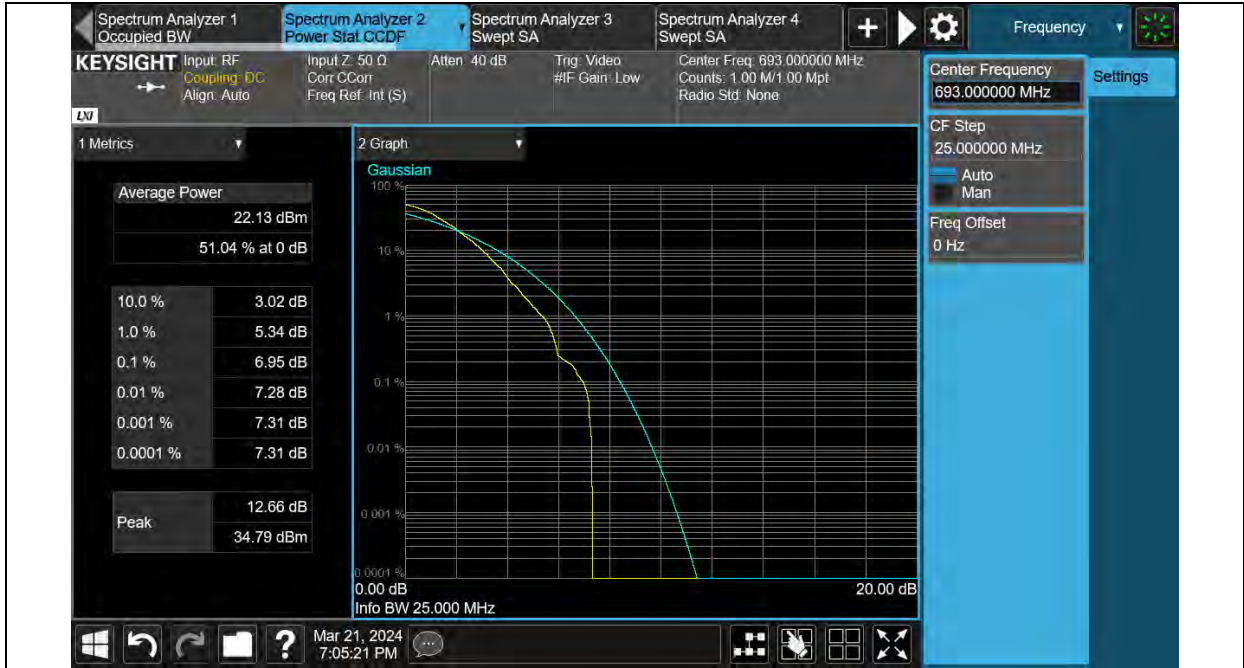 Spectrum Analyzer 1
Occupied BW
Spectrum Analyzer 2
Power Stat CCDF
Spectrum Analyzer 3
Swept SA
Spectrum Analyzer 4
Swept SA
+
Frequency
KEYSIGHT
LXI
Input: RF
Coupling: DC
Align: Auto
Input Z: 50 Ω
Corr CCorr
Freq Ref: Int (S)
Atten: 40 dB
Trig: Video
#IF Gain: Low
Center Freq: 693.000000 MHz
Counts: 1.00 M/1.00 Mpt
Radio Std: None
Center Frequency
693.000000 MHz
Settings
CF Step
25.000000 MHz
Auto
Man
Freq Offset
0 Hz
1 Metrics
Average Power
22.13 dBm
51.04 % at 0 dB
10.0 % 3.02 dB
1.0 % 5.34 dB
0.1 % 6.95 dB
0.01 % 7.28 dB
0.001 % 7.31 dB
0.0001 % 7.31 dB
Peak
12.66 dB
34.79 dBm
2 Graph
Gaussian
100 %
10 %
1 %
0.1 %
0.01 %
0.001 %
0.0001 %
0.00 dB 20.00 dB
Info BW 25.000 MHz
?
Mar 21, 2024
7:05:21 PM